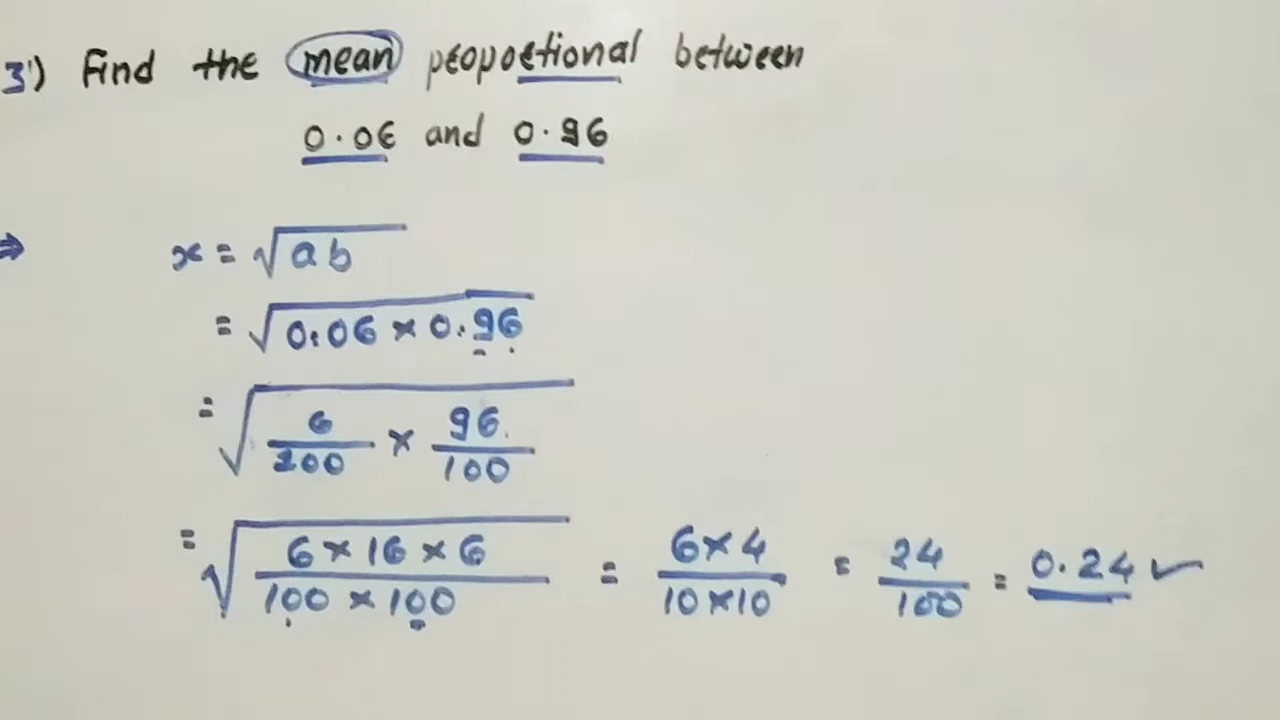 3) Find the mean propotional between
0.06 and 0.96
⇒ x = √ab
= √0.06 × 0.96
= √6/100 × 96/100
= √6×16×6/100×100 = 6×4/10×10 = 24/100 = 0.24 ✓